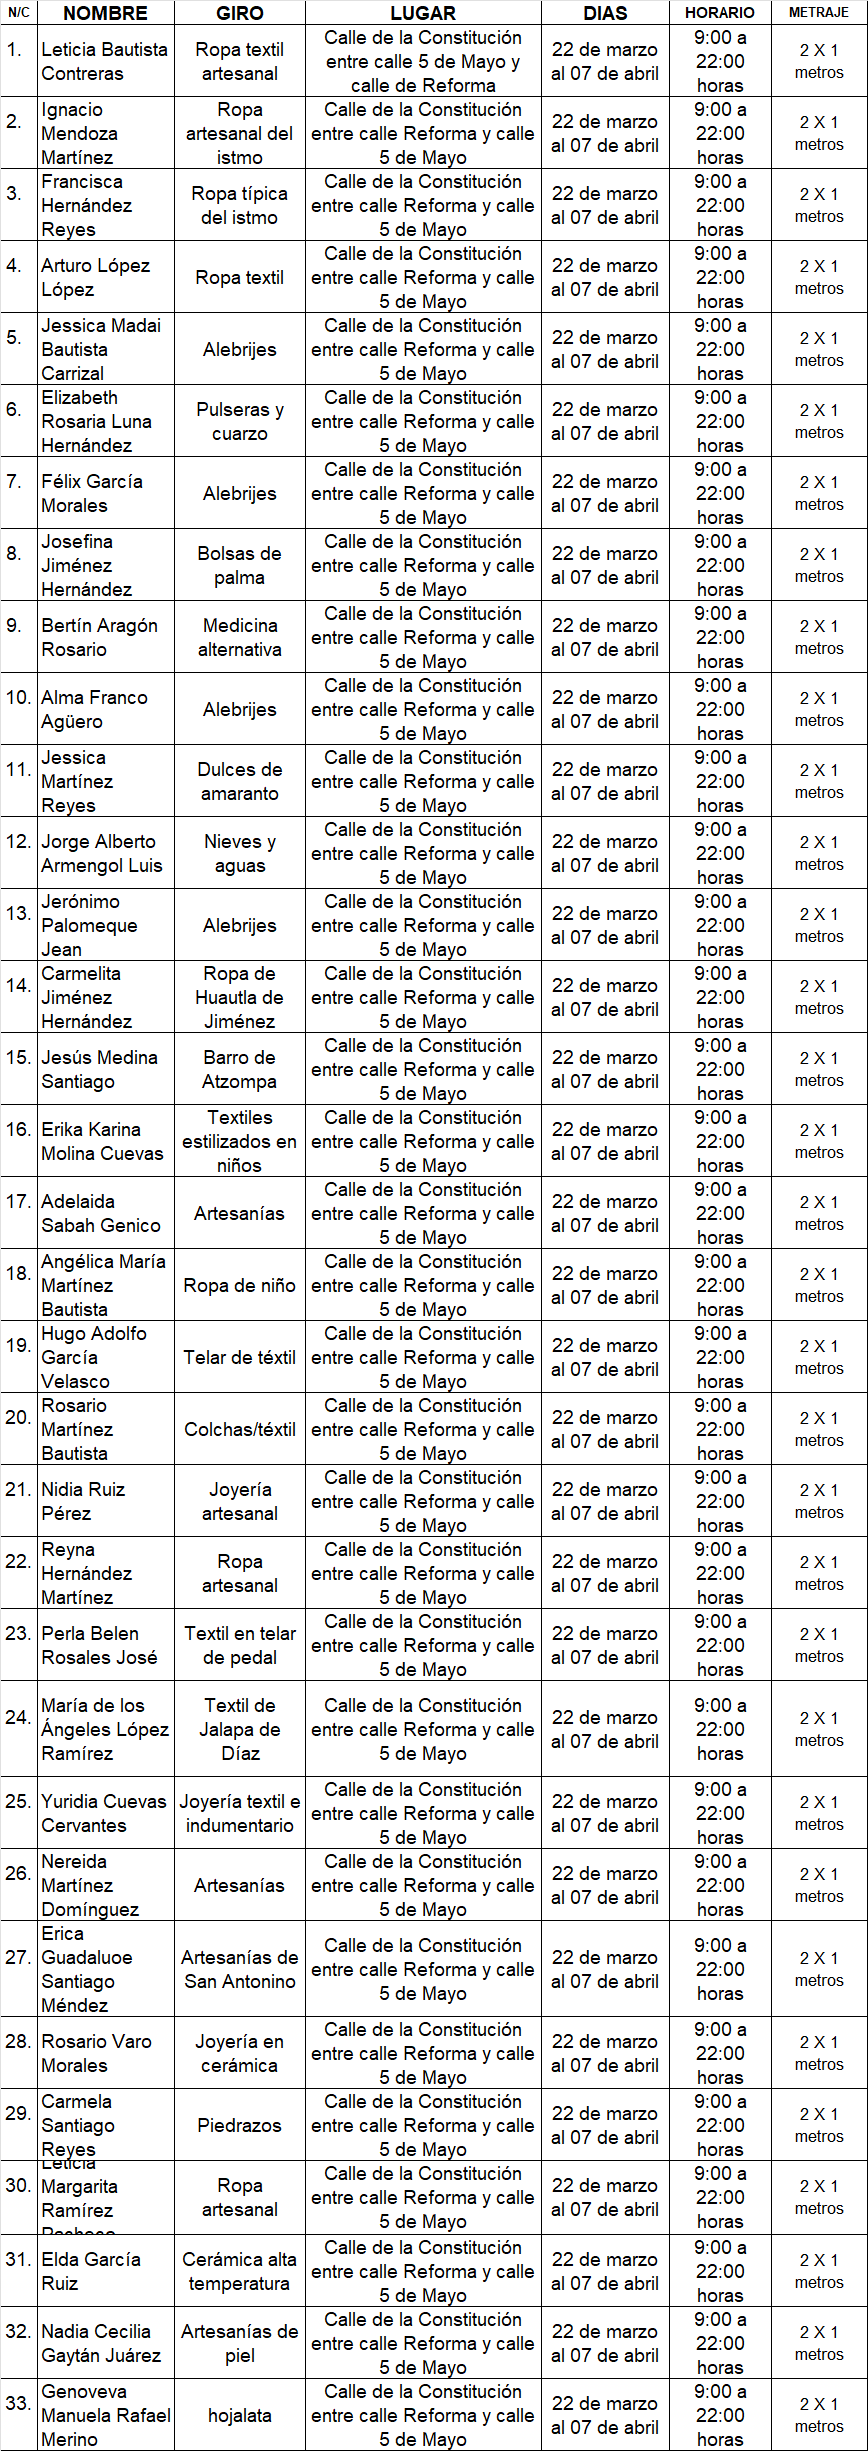 N/C NOMBRE GIRO LUGAR DIAS HORARIO METRAJE
1. Leticia Bautista Contreras Ropa textil artesanal Calle de la Constitución entre calle 5 de Mayo y calle de Reforma 22 de marzo al 07 de abril 9:00 a 22:00 horas 2 X 1 metros
2. Ignacio Mendoza Martínez Ropa artesanal del istmo Calle de la Constitución entre calle Reforma y calle 5 de Mayo 22 de marzo al 07 de abril 9:00 a 22:00 horas 2 X 1 metros
3. Francisca Hernández Reyes Ropa típica del istmo Calle de la Constitución entre calle Reforma y calle 5 de Mayo 22 de marzo al 07 de abril 9:00 a 22:00 horas 2 X 1 metros
4. Arturo López López Ropa textil Calle de la Constitución entre calle Reforma y calle 5 de Mayo 22 de marzo al 07 de abril 9:00 a 22:00 horas 2 X 1 metros
5. Jessica Madai Bautista Carrizal Alebrijes Calle de la Constitución entre calle Reforma y calle 5 de Mayo 22 de marzo al 07 de abril 9:00 a 22:00 horas 2 X 1 metros
6. Elizabeth Rosaria Luna Hernández Pulseras y cuarzo Calle de la Constitución entre calle Reforma y calle 5 de Mayo 22 de marzo al 07 de abril 9:00 a 22:00 horas 2 X 1 metros
7. Félix García Morales Alebrijes Calle de la Constitución entre calle Reforma y calle 5 de Mayo 22 de marzo al 07 de abril 9:00 a 22:00 horas 2 X 1 metros
8. Josefina Jiménez Hernández Bolsas de palma Calle de la Constitución entre calle Reforma y calle 5 de Mayo 22 de marzo al 07 de abril 9:00 a 22:00 horas 2 X 1 metros
9. Bertín Aragón Rosario Medicina alternativa Calle de la Constitución entre calle Reforma y calle 5 de Mayo 22 de marzo al 07 de abril 9:00 a 22:00 horas 2 X 1 metros
10. Alma Franco Agüero Alebrijes Calle de la Constitución entre calle Reforma y calle 5 de Mayo 22 de marzo al 07 de abril 9:00 a 22:00 horas 2 X 1 metros
11. Jessica Martínez Reyes Dulces de amaranto Calle de la Constitución entre calle Reforma y calle 5 de Mayo 22 de marzo al 07 de abril 9:00 a 22:00 horas 2 X 1 metros
12. Jorge Alberto Armengol Luis Nieves y aguas Calle de la Constitución entre calle Reforma y calle 5 de Mayo 22 de marzo al 07 de abril 9:00 a 22:00 horas 2 X 1 metros
13. Jerónimo Palomeque Jean Alebrijes Calle de la Constitución entre calle Reforma y calle 5 de Mayo 22 de marzo al 07 de abril 9:00 a 22:00 horas 2 X 1 metros
14. Carmelita Jiménez Hernández Ropa de Huautla de Jiménez Calle de la Constitución entre calle Reforma y calle 5 de Mayo 22 de marzo al 07 de abril 9:00 a 22:00 horas 2 X 1 metros
15. Jesús Medina Santiago Barro de Atzompa Calle de la Constitución entre calle Reforma y calle 5 de Mayo 22 de marzo al 07 de abril 9:00 a 22:00 horas 2 X 1 metros
16. Erika Karina Molina Cuevas Textiles estilizados en niños Calle de la Constitución entre calle Reforma y calle 5 de Mayo 22 de marzo al 07 de abril 9:00 a 22:00 horas 2 X 1 metros
17. Adelaida Sabah Genico Artesanías Calle de la Constitución entre calle Reforma y calle 5 de Mayo 22 de marzo al 07 de abril 9:00 a 22:00 horas 2 X 1 metros
18. Angélica María Martínez Bautista Ropa de niño Calle de la Constitución entre calle Reforma y calle 5 de Mayo 22 de marzo al 07 de abril 9:00 a 22:00 horas 2 X 1 metros
19. Hugo Adolfo García Velasco Telar de téxtil Calle de la Constitución entre calle Reforma y calle 5 de Mayo 22 de marzo al 07 de abril 9:00 a 22:00 horas 2 X 1 metros
20. Rosario Martínez Bautista Colchas/téxtil Calle de la Constitución entre calle Reforma y calle 5 de Mayo 22 de marzo al 07 de abril 9:00 a 22:00 horas 2 X 1 metros
21. Nidia Ruiz Pérez Joyería artesanal Calle de la Constitución entre calle Reforma y calle 5 de Mayo 22 de marzo al 07 de abril 9:00 a 22:00 horas 2 X 1 metros
22. Reyna Hernández Martínez Ropa artesanal Calle de la Constitución entre calle Reforma y calle 5 de Mayo 22 de marzo al 07 de abril 9:00 a 22:00 horas 2 X 1 metros
23. Perla Belen Rosales José Textil en telar de pedal Calle de la Constitución entre calle Reforma y calle 5 de Mayo 22 de marzo al 07 de abril 9:00 a 22:00 horas 2 X 1 metros
24. María de los Ángeles López Ramírez Textil de Jalapa de Díaz Calle de la Constitución entre calle Reforma y calle 5 de Mayo 22 de marzo al 07 de abril 9:00 a 22:00 horas 2 X 1 metros
25. Yuridia Cuevas Cervantes Joyería textil e indumentario Calle de la Constitución entre calle Reforma y calle 5 de Mayo 22 de marzo al 07 de abril 9:00 a 22:00 horas 2 X 1 metros
26. Nereida Martínez Domínguez Artesanías Calle de la Constitución entre calle Reforma y calle 5 de Mayo 22 de marzo al 07 de abril 9:00 a 22:00 horas 2 X 1 metros
27. Erica Guadaluoe Santiago Méndez Artesanías de San Antonino Calle de la Constitución entre calle Reforma y calle 5 de Mayo 22 de marzo al 07 de abril 9:00 a 22:00 horas 2 X 1 metros
28. Rosario Varo Morales Joyería en cerámica Calle de la Constitución entre calle Reforma y calle 5 de Mayo 22 de marzo al 07 de abril 9:00 a 22:00 horas 2 X 1 metros
29. Carmela Santiago Reyes Piedrazos Calle de la Constitución entre calle Reforma y calle 5 de Mayo 22 de marzo al 07 de abril 9:00 a 22:00 horas 2 X 1 metros
30. Leticia Margarita Ramírez Pacheco Ropa artesanal Calle de la Constitución entre calle Reforma y calle 5 de Mayo 22 de marzo al 07 de abril 9:00 a 22:00 horas 2 X 1 metros
31. Elda García Ruiz Cerámica alta temperatura Calle de la Constitución entre calle Reforma y calle 5 de Mayo 22 de marzo al 07 de abril 9:00 a 22:00 horas 2 X 1 metros
32. Nadia Cecilia Gaytán Juárez Artesanías de piel Calle de la Constitución entre calle Reforma y calle 5 de Mayo 22 de marzo al 07 de abril 9:00 a 22:00 horas 2 X 1 metros
33. Genoveva Manuela Rafael Merino hojalata Calle de la Constitución entre calle Reforma y calle 5 de Mayo 22 de marzo al 07 de abril 9:00 a 22:00 horas 2 X 1 metros